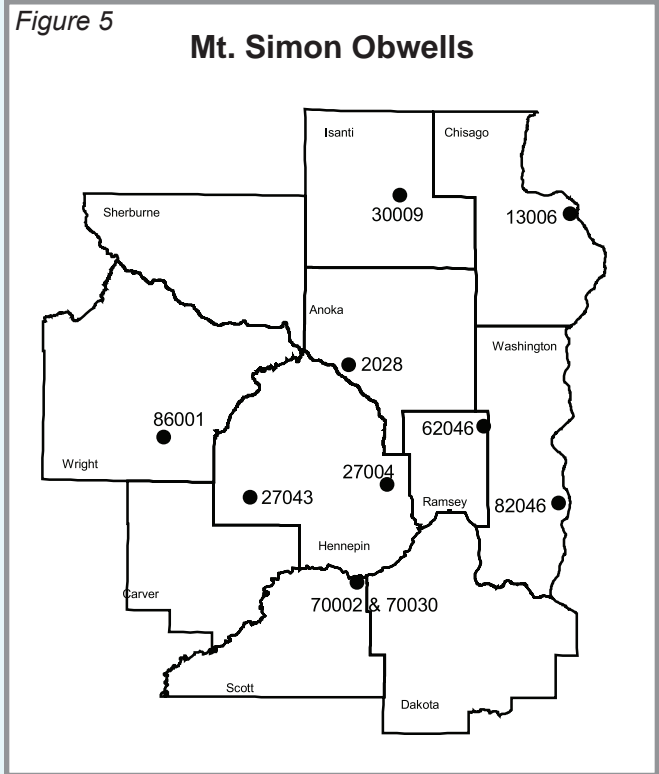 Figure 5
Mt. Simon Obwells
Isanti
Chisago
30009
Sherburne
13006
Anoka
Washington
2028
86001
62046
Wright
27004
27043
Ramsey
82046
Hennepin
Carver
70002 & 70030
Scott
Dakota